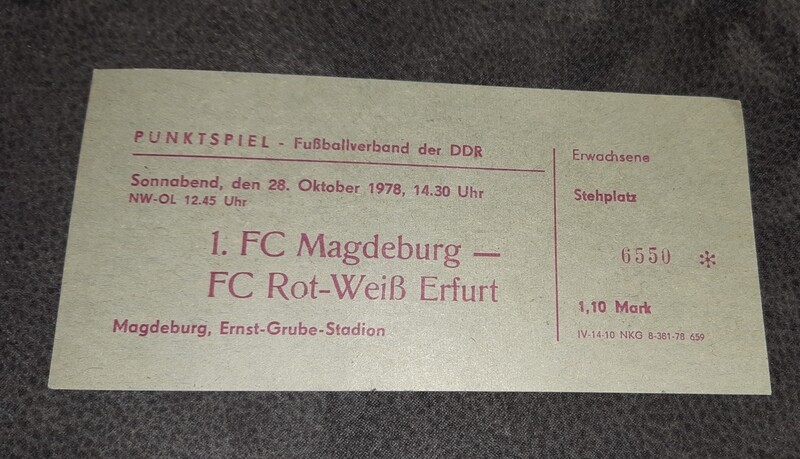 PUNKTSPIEL - Fußballverband der DDR
Sonnabend, den 28. Oktober 1978, 14.30 Uhr
NW-OL 12.45 Uhr
1. FC Magdeburg —
FC Rot-Weiß Erfurt
Magdeburg, Ernst-Grube-Stadion
Erwachsene
Stehplatz
6550 *
1,10 Mark
IV-14-10 NKG 8-381-78 659